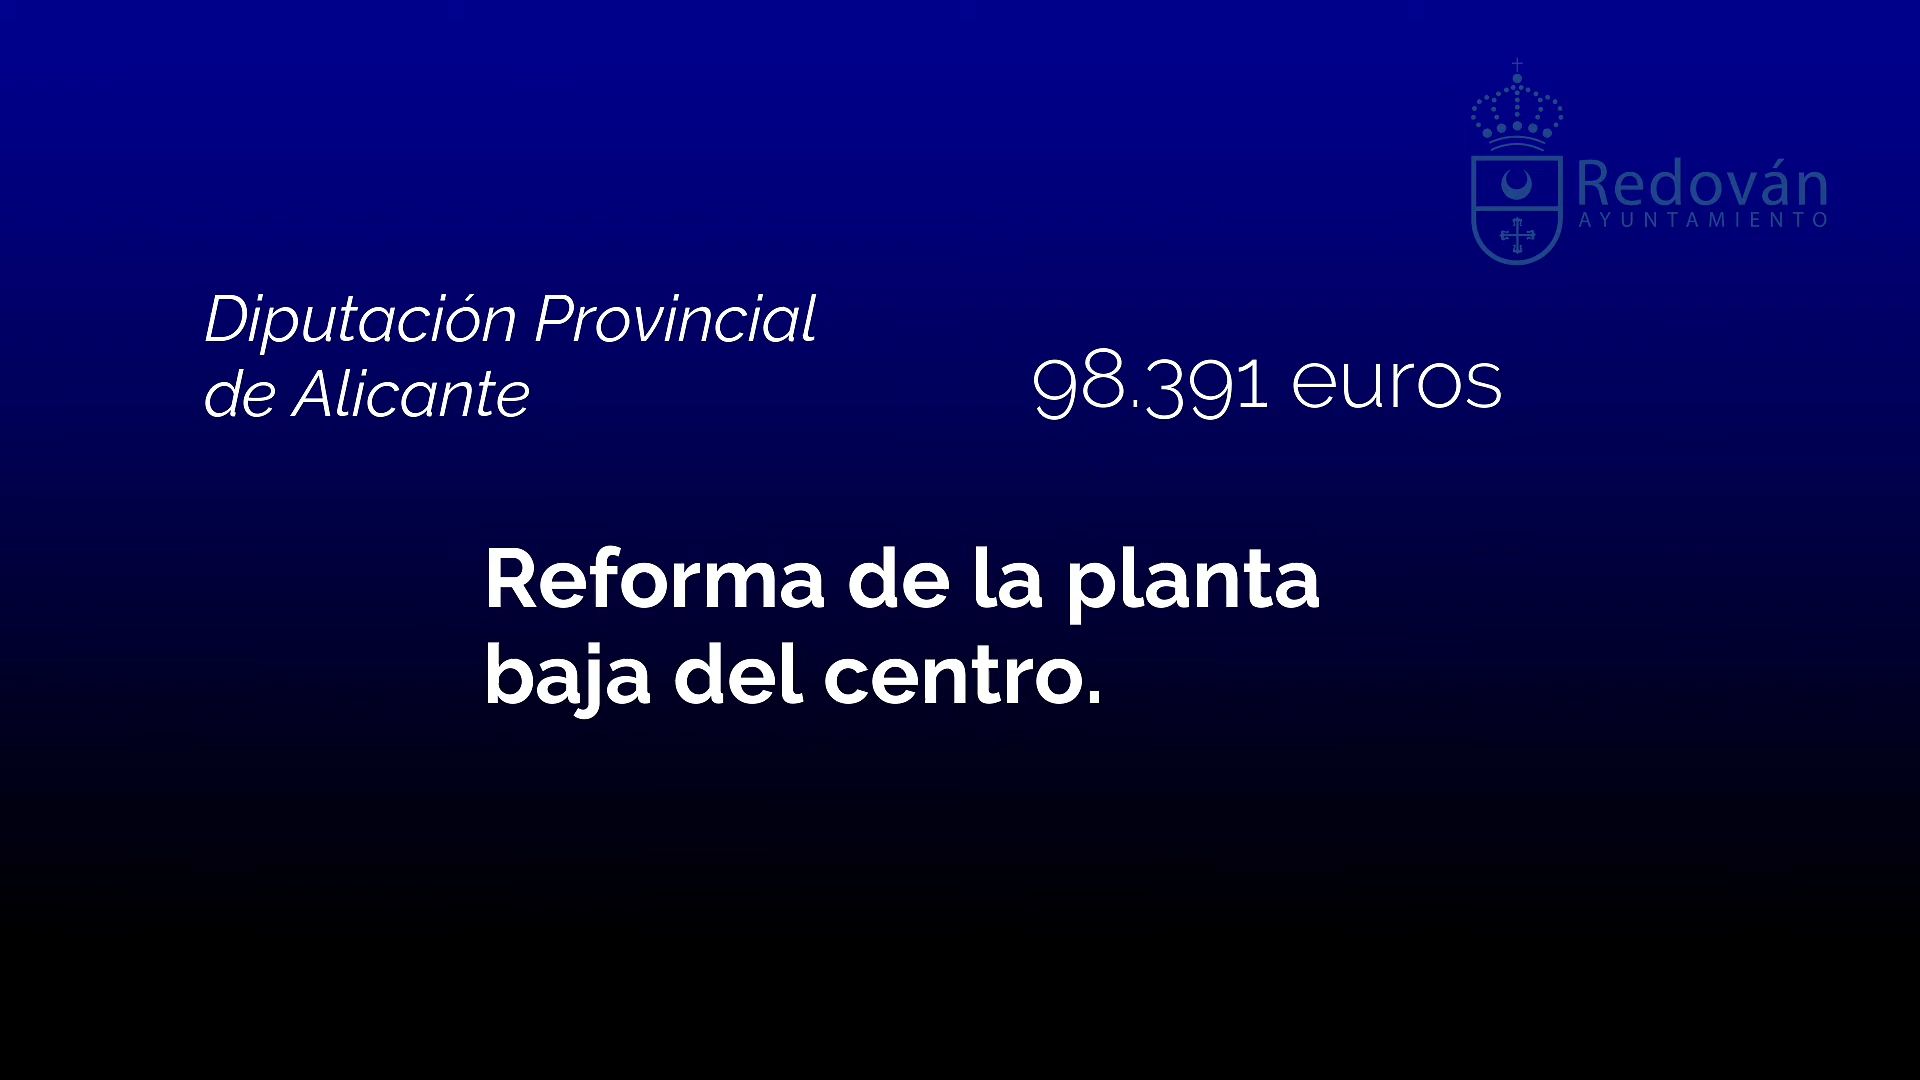 Redován
AYUNTAMIENTO
Diputación Provincial
de Alicante
98.391 euros
Reforma de la planta
baja del centro.